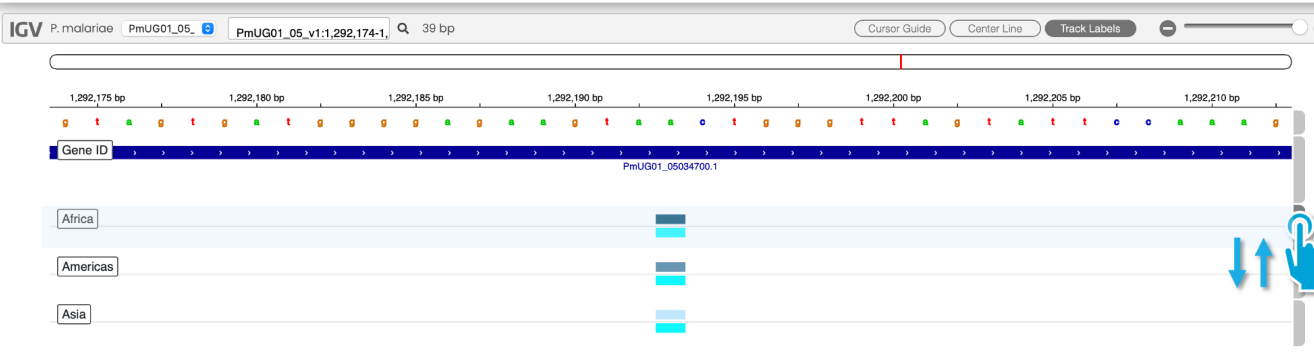 IGV P. malariae PmUG01_05_ PmUG01_05_v1:1,292,174-1, 39 bp Cursor Guide Center Line Track Labels
1,292,175 bp 1,292,180 bp 1,292,185 bp 1,292,190 bp 1,292,195 bp 1,292,200 bp 1,292,205 bp 1,292,210 bp
g t a g t g a t g g g g a g a a g t a a c t g g g t t a g t a t t c c a a a g
Gene ID
PmUG01_05034700.1
Africa
Americas
Asia